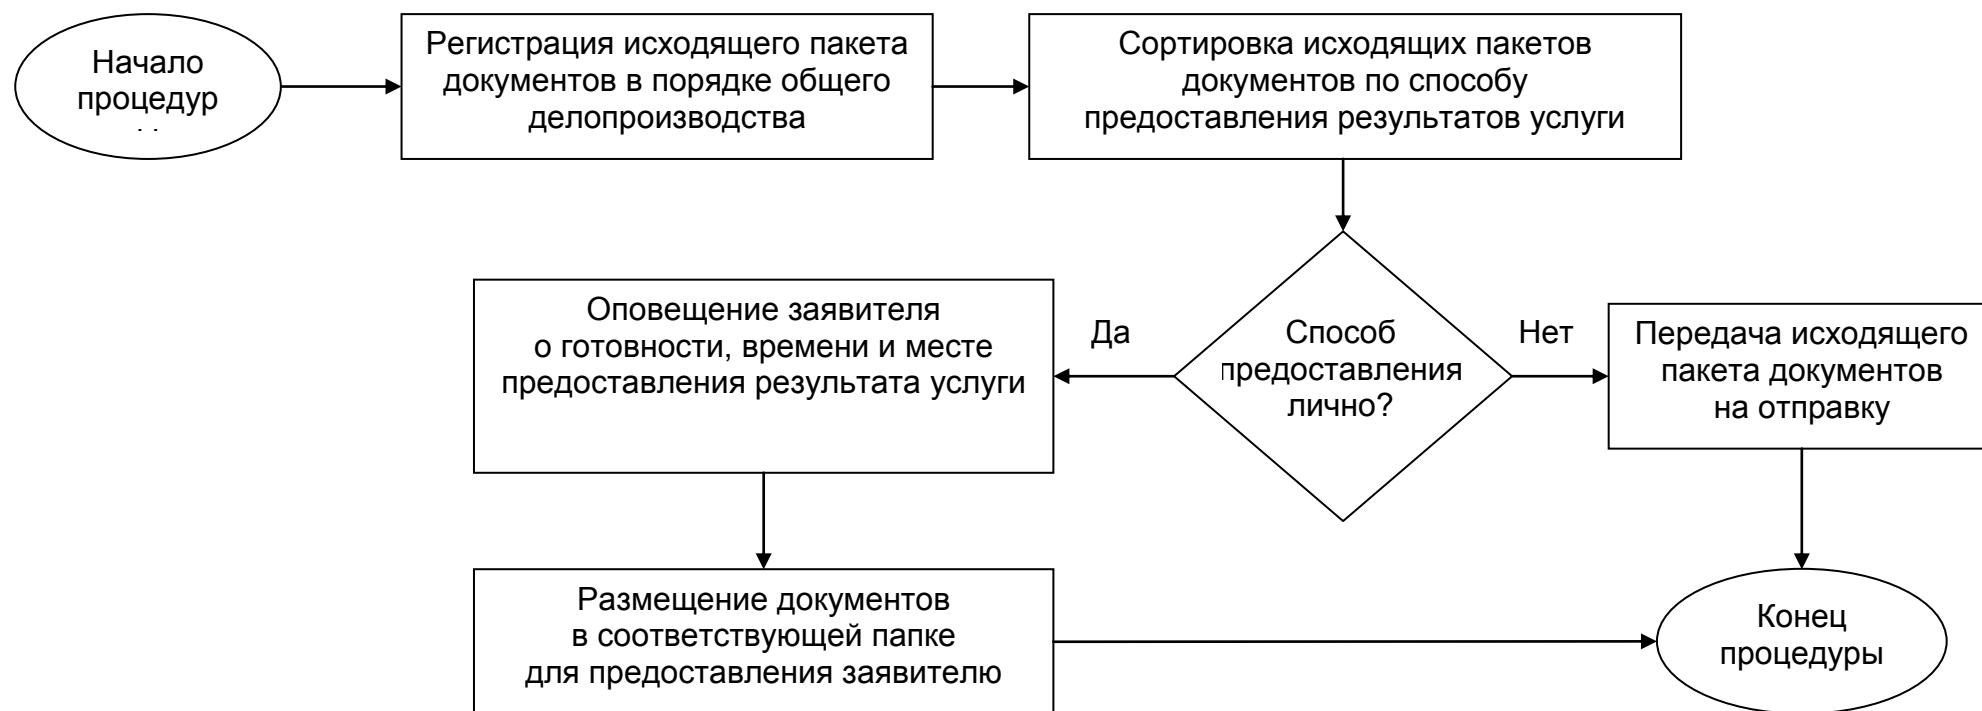 Начало
процедур
Регистрация исходящего пакета
документов в порядке общего
делопроизводства
Сортировка исходящих пакетов
документов по способу
предоставления результатов услуги
Оповещение заявителя
о готовности, времени и месте
предоставления результата услуги
Да
Способ
предоставления
лично?
Нет
Передача исходящего
пакета документов
на отправку
Размещение документов
в соответствующей папке
для предоставления заявителю
Конец
процедуры